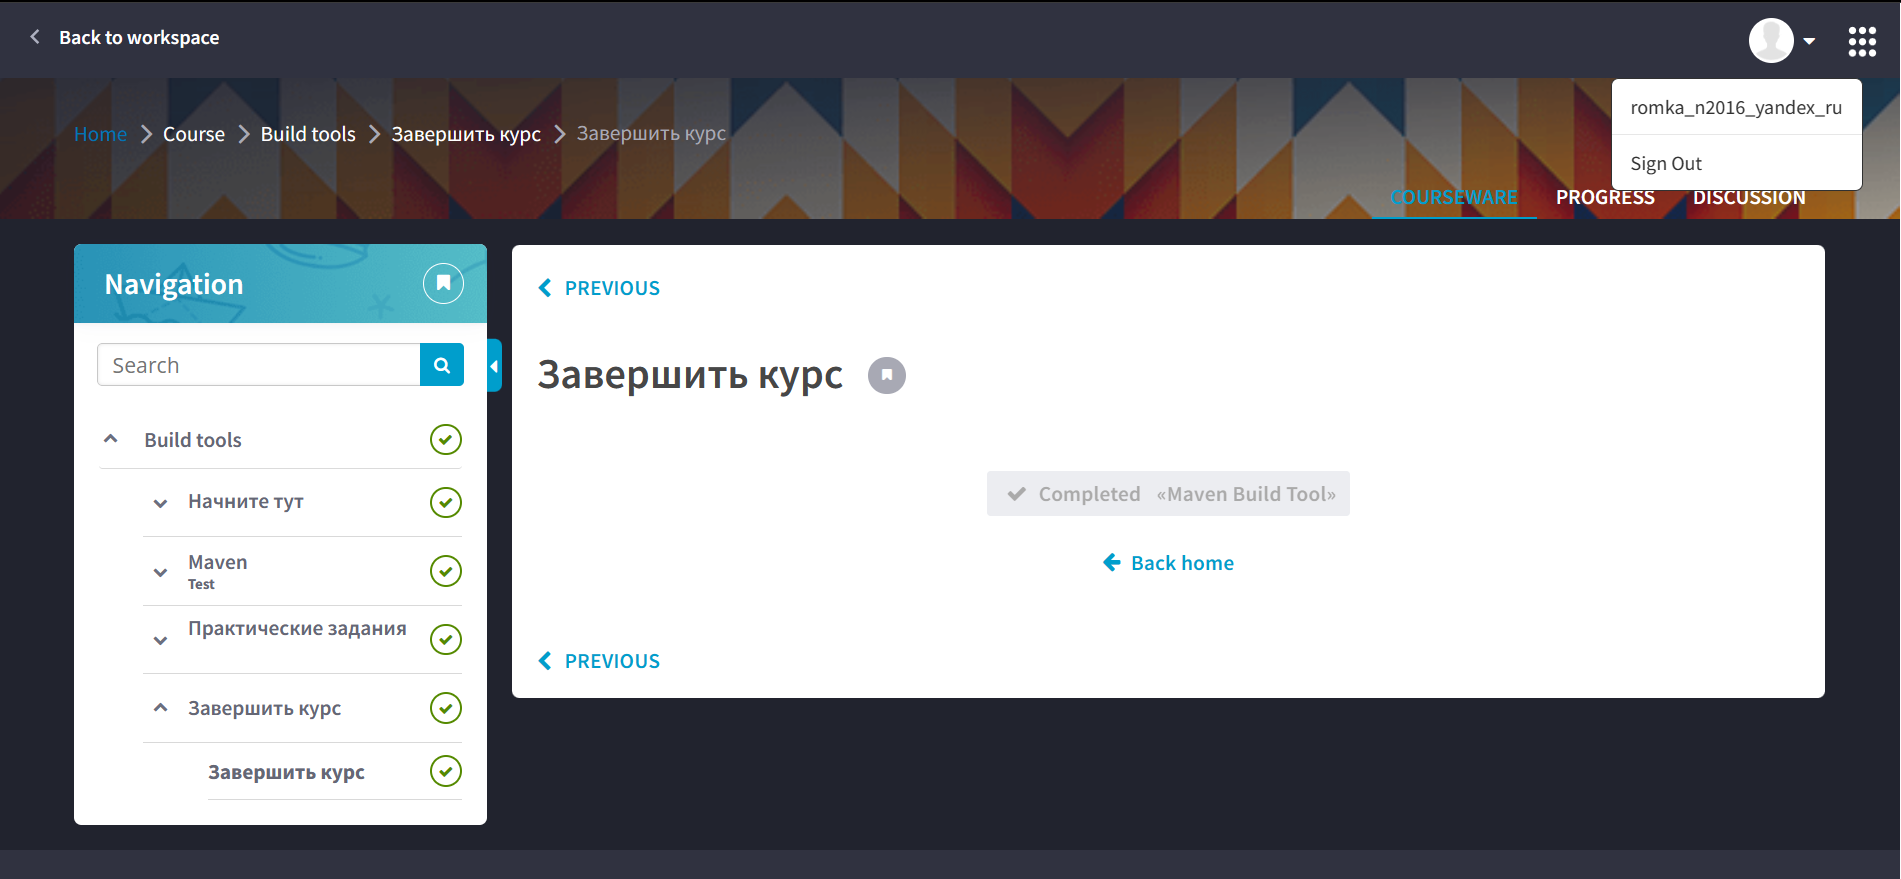 Back to workspace
romka_n2016_yandex_ru
Sign Out
Home Course Build tools Завершить курс Завершить курс
COURSEWARE PROGRESS DISCUSSION
Navigation
Search
Build tools
Начните тут
Maven
Test
Практические задания
Завершить курс
Завершить курс
PREVIOUS
Завершить курс
Completed «Maven Build Tool»
Back home
PREVIOUS